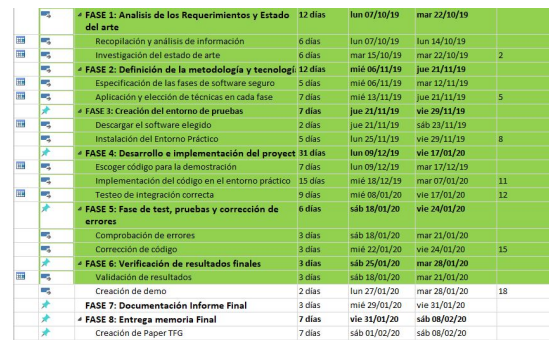 FASE 1: Analisis de los Requerimientos y Estado del arte 12 días lun 07/10/19 mar 22/10/19
Recopilación y análisis de información 6 días lun 07/10/19 lun 14/10/19
Investigación del estado de arte 6 días mar 15/10/19 mar 22/10/19 2
FASE 2: Definición de la metodología y tecnologí 12 días mié 06/11/19 jue 21/11/19
Especificación de las fases de software seguro 5 días mié 06/11/19 mar 12/11/19
Aplicación y elección de técnicas en cada fase 7 días mié 13/11/19 jue 21/11/19 5
FASE 3: Creación del entorno de pruebas 7 días jue 21/11/19 vie 29/11/19
Descargar el software elegido 2 días jue 21/11/19 sáb 23/11/19
Instalación del Entorno Práctico 5 días lun 25/11/19 vie 29/11/19 8
FASE 4: Desarrollo e implementación del proyect 31 días lun 09/12/19 vie 17/01/20
Escoger código para la demostración 7 días lun 09/12/19 mar 17/12/19
Implementación del código en el entorno práctico 15 días mié 18/12/19 mar 07/01/20 11
Testeo de integración correcta 9 días mié 08/01/20 vie 17/01/20 12
FASE 5: Fase de test, pruebas y corrección de errores 6 días sáb 18/01/20 vie 24/01/20
Comprobación de errores 3 días sáb 18/01/20 mar 21/01/20
Corrección de código 3 días mié 22/01/20 vie 24/01/20 15
FASE 6: Verificación de resultados finales 3 días sáb 25/01/20 mar 28/01/20
Validación de resultados 3 días sáb 18/01/20 mar 21/01/20
Creación de demo 2 días lun 27/01/20 mar 28/01/20 18
FASE 7: Documentación Informe Final 3 días mié 29/01/20 vie 31/01/20
FASE 8: Entrega memoria Final 7 días vie 31/01/20 sáb 08/02/20
Creación de Paper TFG 7 días sáb 01/02/20 sáb 08/02/20